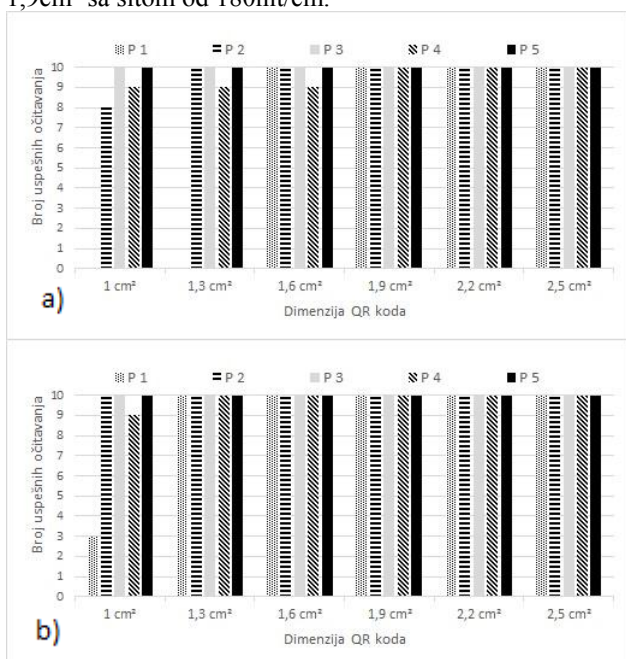 1,9cm² sa sitom od 180nit/cm.
P 1 P 2 P 3 P 4 P 5
Broj uspešnih očitavanja
10
9
8
7
6
5
4
3
2
1
0
1 cm² 1,3 cm² 1,6 cm² 1,9 cm² 2,2 cm² 2,5 cm²
Dimenzija QR koda
a)
P 1 P 2 P 3 P 4 P 5
Broj uspešnih očitavanja
10
9
8
7
6
5
4
3
2
1
0
1 cm² 1,3 cm² 1,6 cm² 1,9 cm² 2,2 cm² 2,5 cm²
Dimenzija QR koda
b)